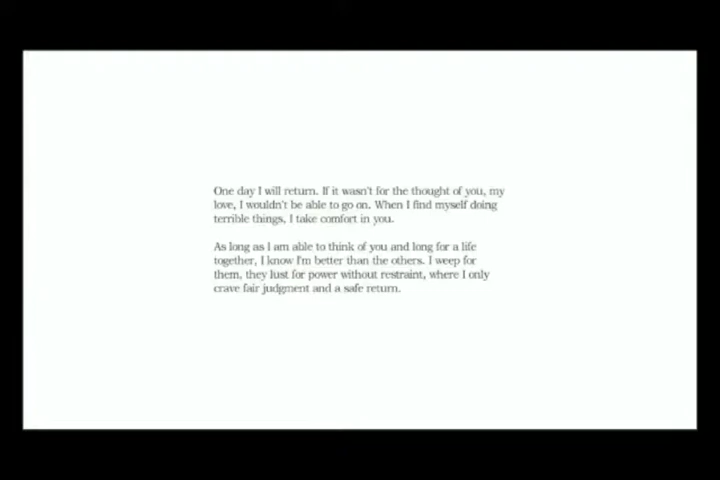 One day I will return. If it wasn't for the thought of you, my
love, I wouldn't be able to go on. When I find myself doing
terrible things, I take comfort in you.
As long as I am able to think of you and long for a life
together, I know I'm better than the others. I weep for
them, they lust for power without restraint, where I only
crave fair judgment and a safe return.